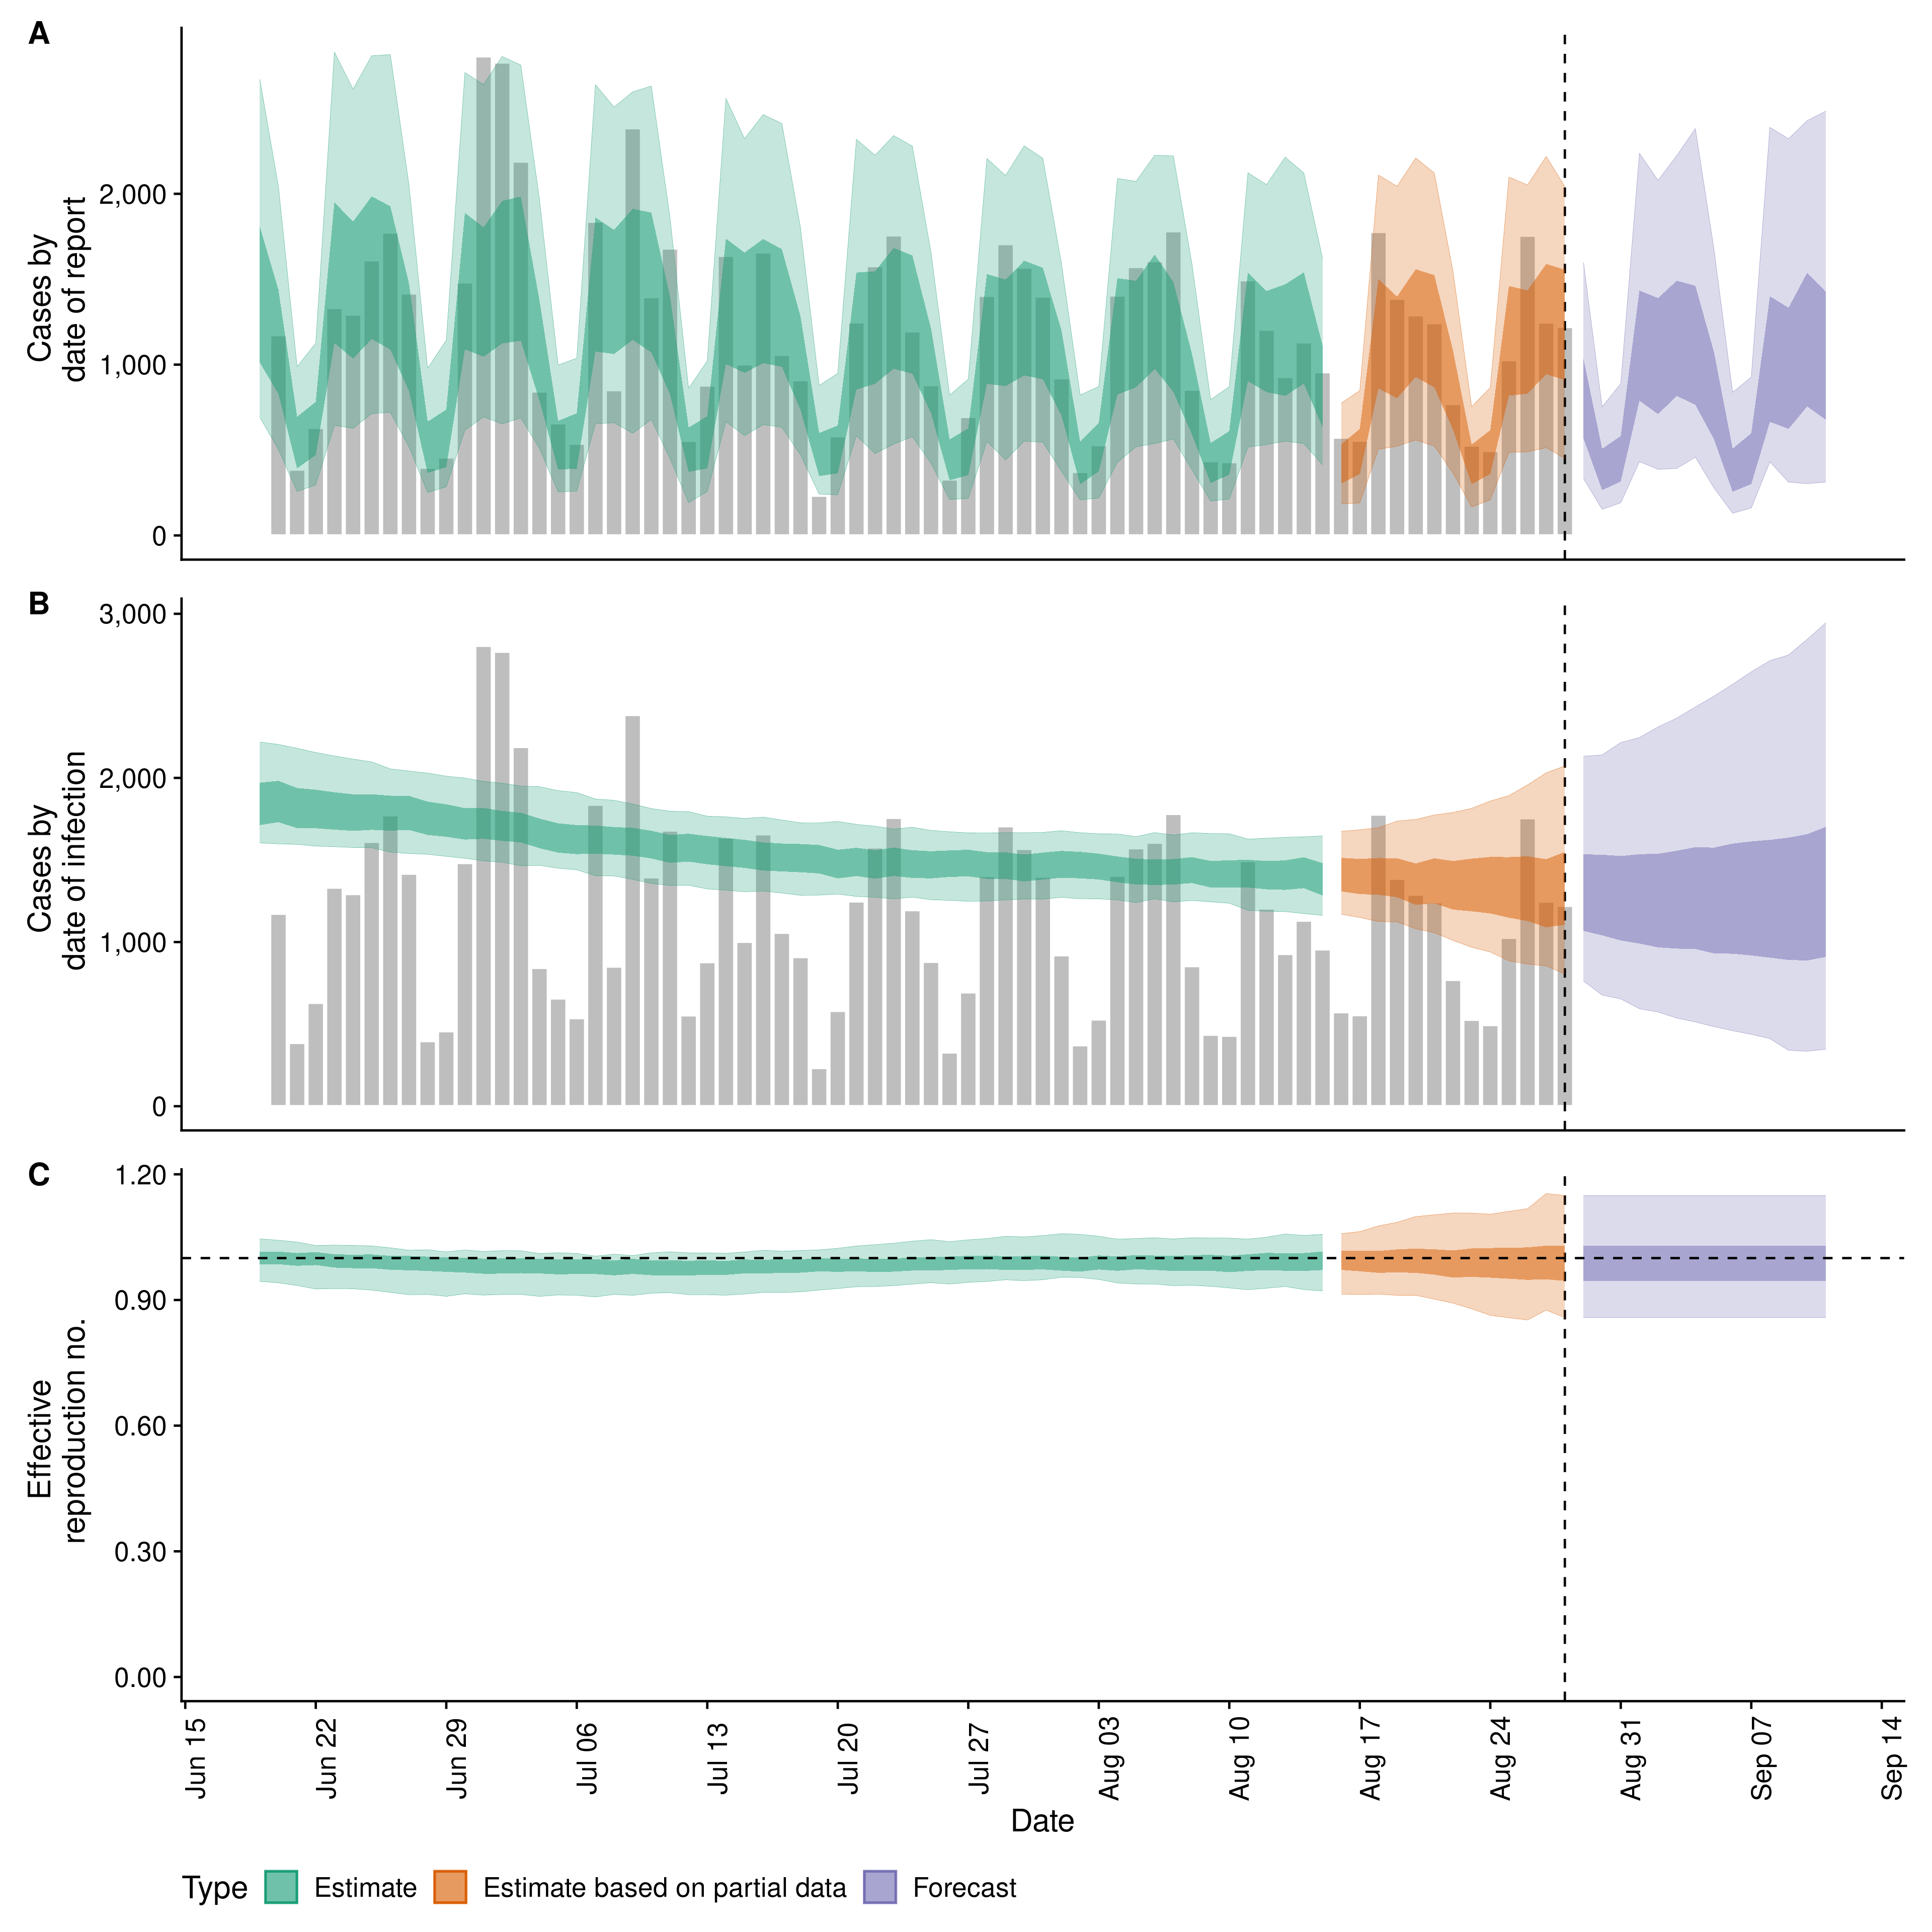 A
Cases by
date of report
2,000
1,000
0
B
Cases by
date of infection
3,000
2,000
1,000
0
C
Effective
reproduction no.
1.20
0.90
0.60
0.30
0.00
Jun 15
Jun 22
Jun 29
Jul 06
Jul 13
Jul 20
Jul 27
Aug 03
Aug 10
Aug 17
Aug 24
Aug 31
Sep 07
Sep 14
Date
Type Estimate Estimate based on partial data Forecast